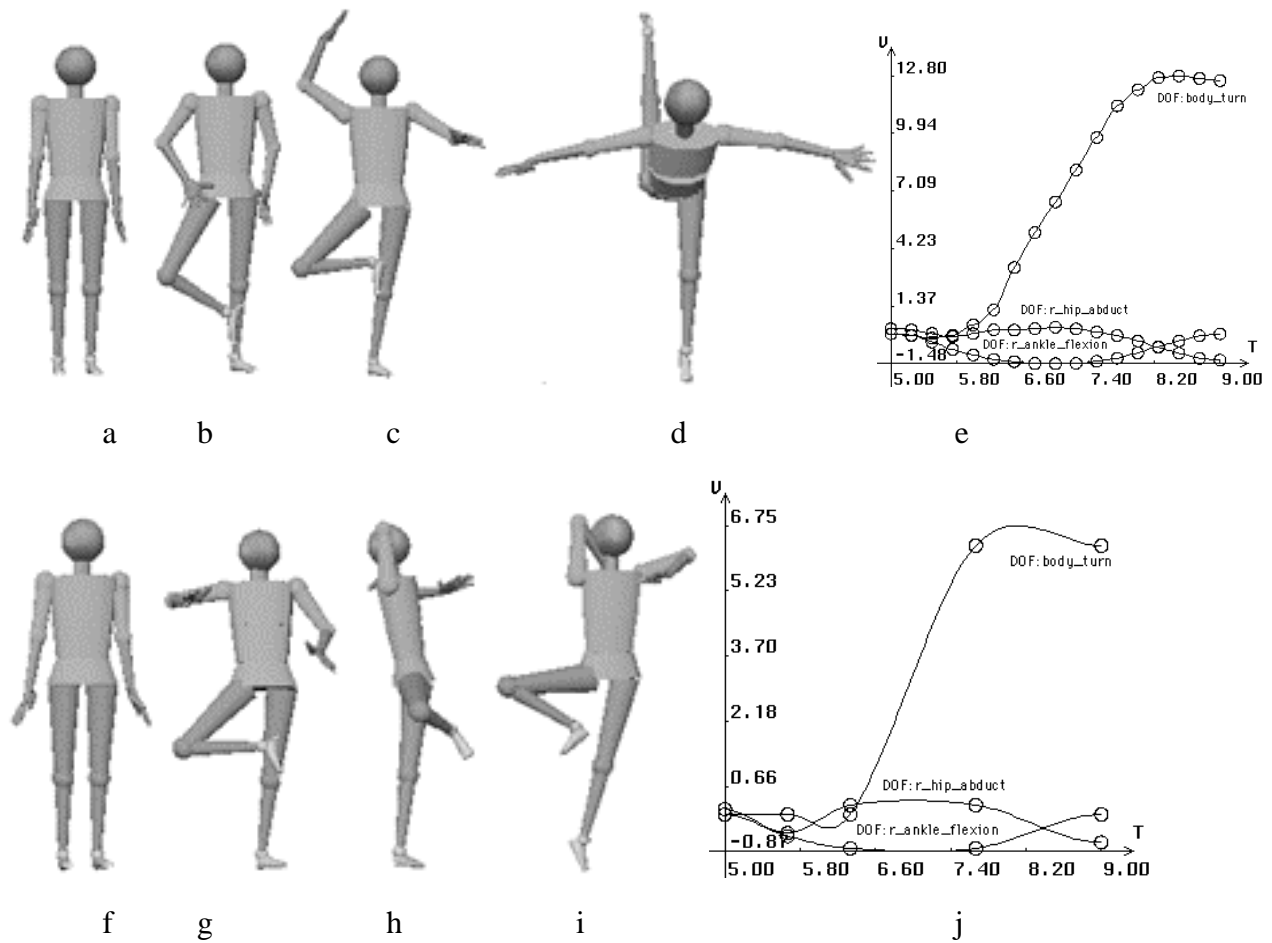 υ
12.80
DOF:body_turn
9.94
7.09
4.23
1.37
DOF:r_hip_abduct
DOF:r_ankle_flexion
-1.48
T
5.00 5.80 6.60 7.40 8.20 9.00
a b c d e
υ
6.75
DOF:body_turn
5.23
3.70
2.18
0.66
DOF:r_hip_abduct
DOF:r_ankle_flexion
T
-0.87
5.00 5.80 6.60 7.40 8.20 9.00
f g h i j